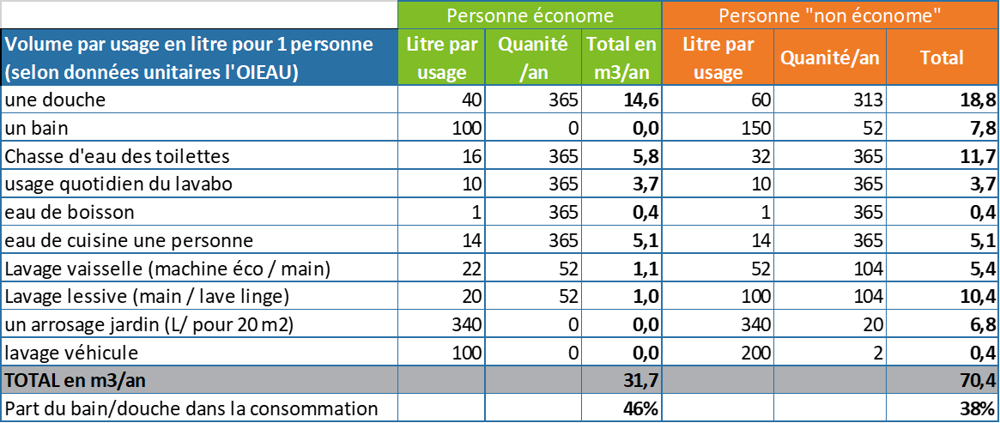 Personne économe Personne "non économe"
Volume par usage en litre pour 1 personne (selon données unitaires l'OIEAU) Litre par usage Quanité /an Total en m3/an Litre par usage Quanité/an Total
une douche 40 365 14,6 60 313 18,8
un bain 100 0 0,0 150 52 7,8
Chasse d'eau des toilettes 16 365 5,8 32 365 11,7
usage quotidien du lavabo 10 365 3,7 10 365 3,7
eau de boisson 1 365 0,4 1 365 0,4
eau de cuisine une personne 14 365 5,1 14 365 5,1
Lavage vaisselle (machine éco / main) 22 52 1,1 52 104 5,4
Lavage lessive (main / lave linge) 20 52 1,0 100 104 10,4
un arrosage jardin (L/ pour 20 m2) 340 0 0,0 340 20 6,8
lavage véhicule 100 0 0,0 200 2 0,4
TOTAL en m3/an 31,7 70,4
Part du bain/douche dans la consommation 46% 38%